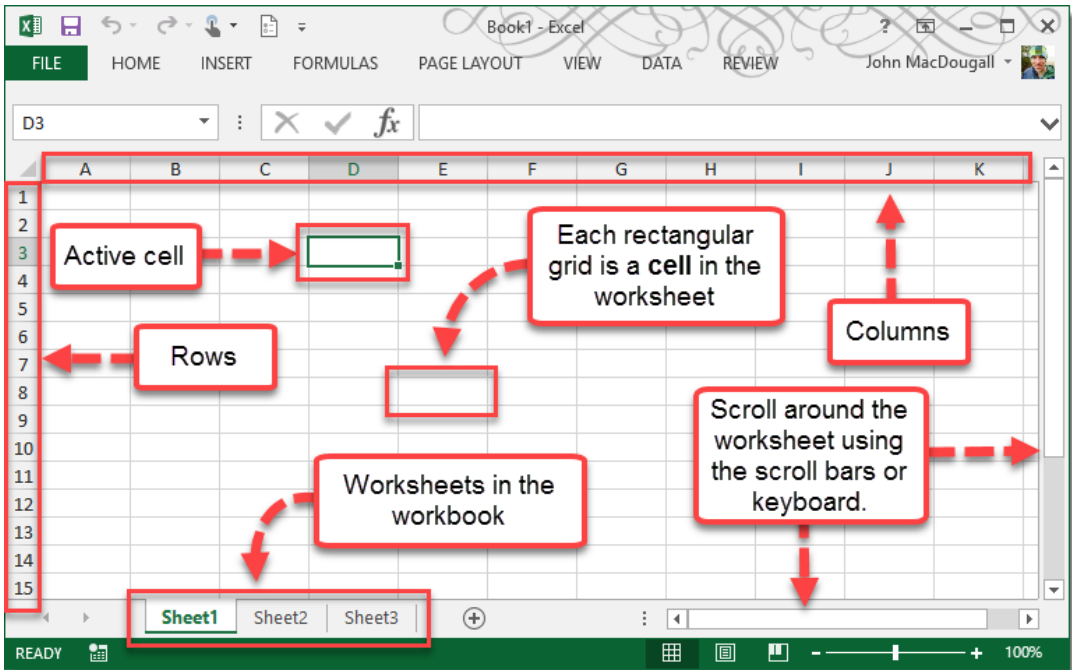 Book1 - Excel ?
FILE HOME INSERT FORMULAS PAGE LAYOUT VIEW DATA REVIEW John MacDougall
D3 fx
A B C D E F G H I J K
1
2
3
4
5
6
7
8
9
10
11
12
13
14
15
Active cell
Each rectangular
grid is a cell in the
worksheet
Columns
Rows
Scroll around the
worksheet using
the scroll bars or
keyboard.
Worksheets in the
workbook
Sheet1 Sheet2 Sheet3
READY 100%